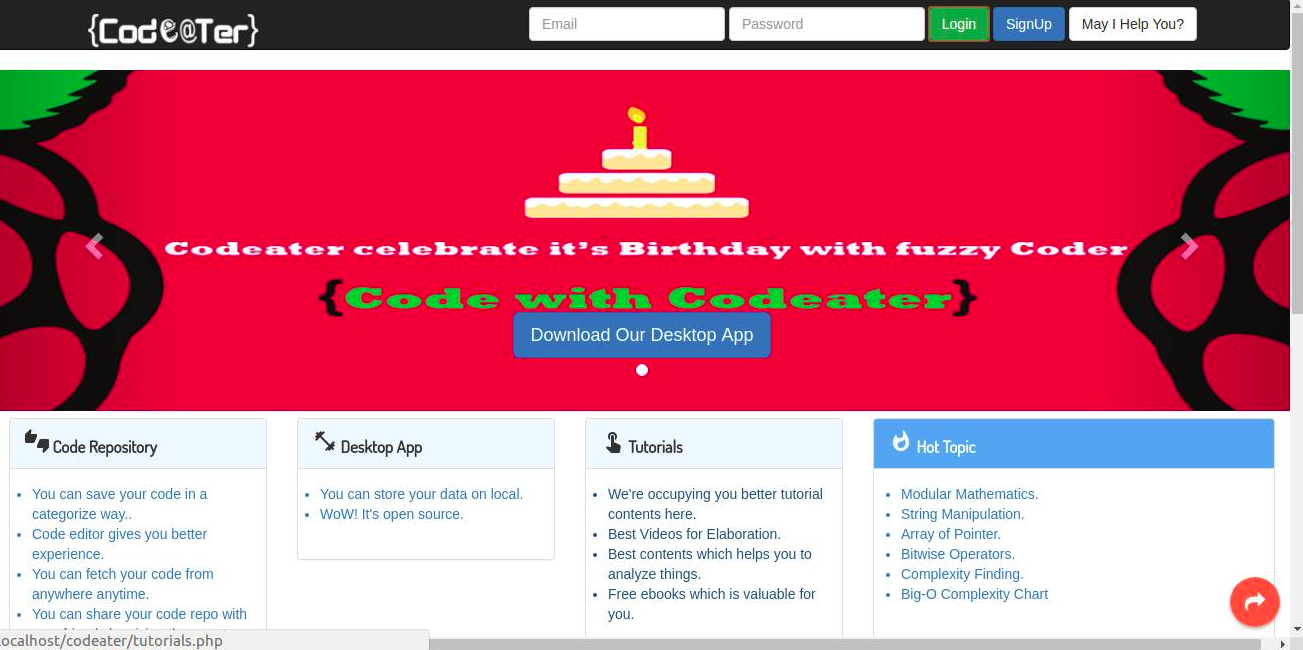 {Code@Ter}
Email
Password
Login
SignUp
May I Help You?
Codeater celebrate it's Birthday with fuzzy Coder
{Code with Codeater}
Download Our Desktop App
Code Repository
You can save your code in a
categorize way..
Code editor gives you better
experience.
You can fetch your code from
anywhere anytime.
You can share your code repo with
Desktop App
You can store your data on local.
WoW! It's open source.
Tutorials
We're occupying you better tutorial
contents here.
Best Videos for Elaboration.
Best contents which helps you to
analyze things.
Free ebooks which is valuable for
you.
Hot Topic
Modular Mathematics.
String Manipulation.
Array of Pointer.
Bitwise Operators.
Complexity Finding.
Big-O Complexity Chart
localhost/codeater/tutorials.php